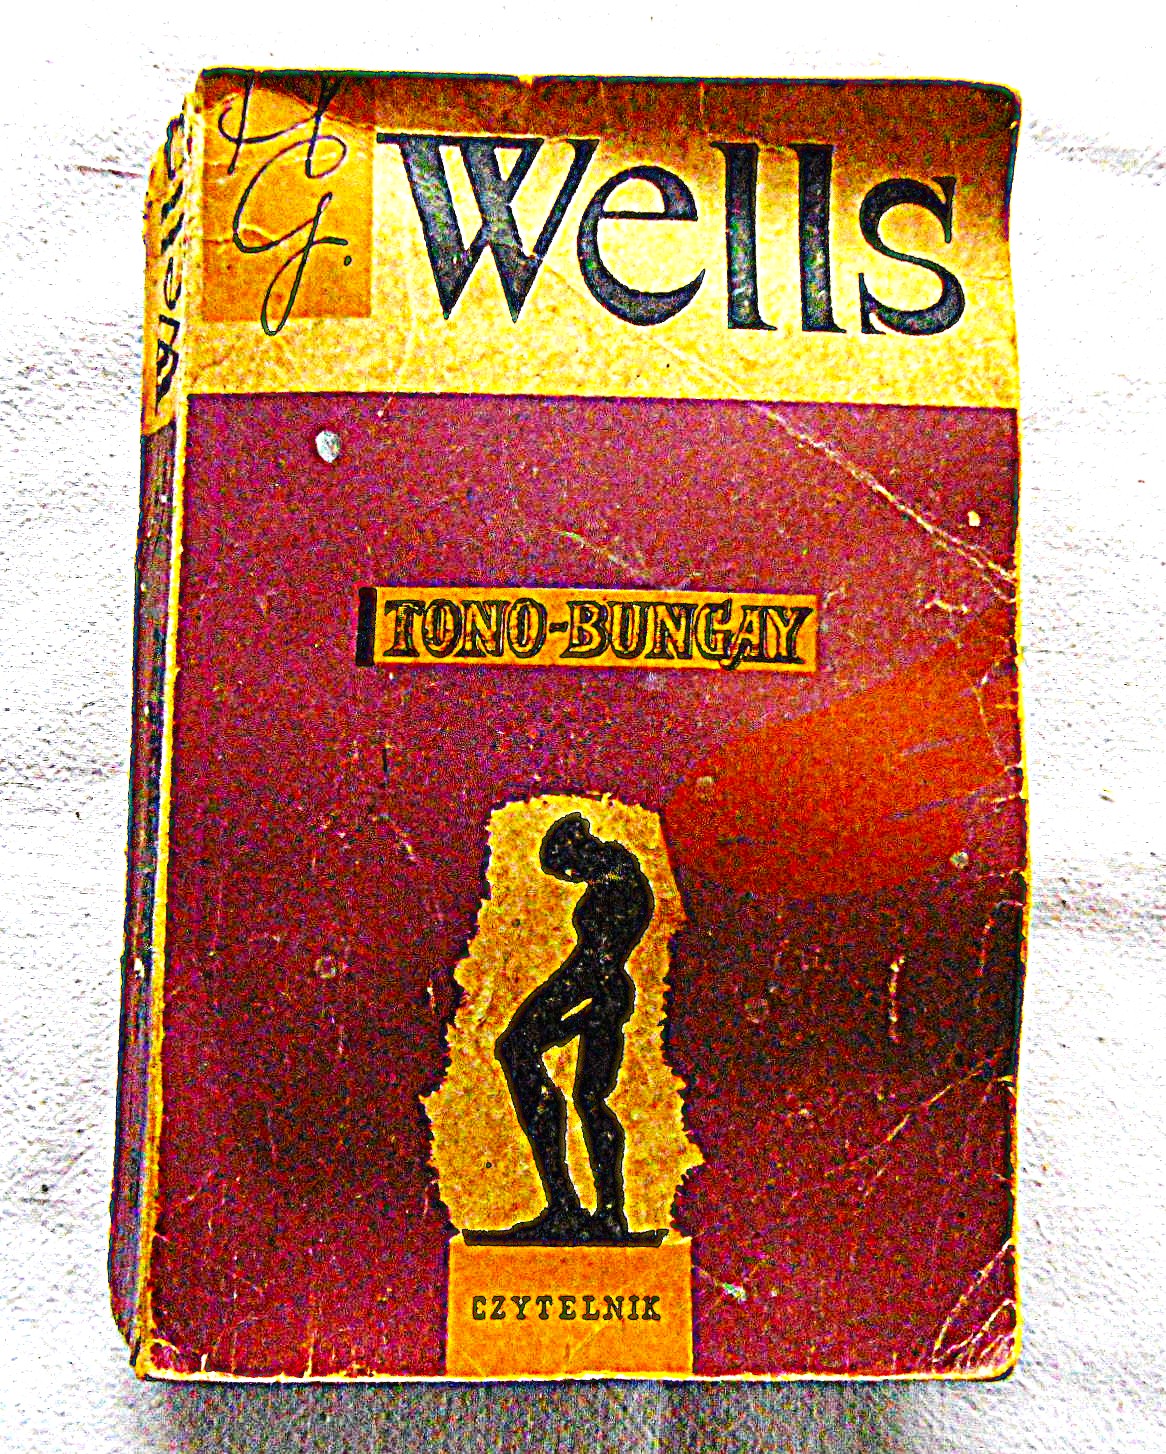 H. G. Wells
TONO-BUNGAY
CZYTELNIK
Wells